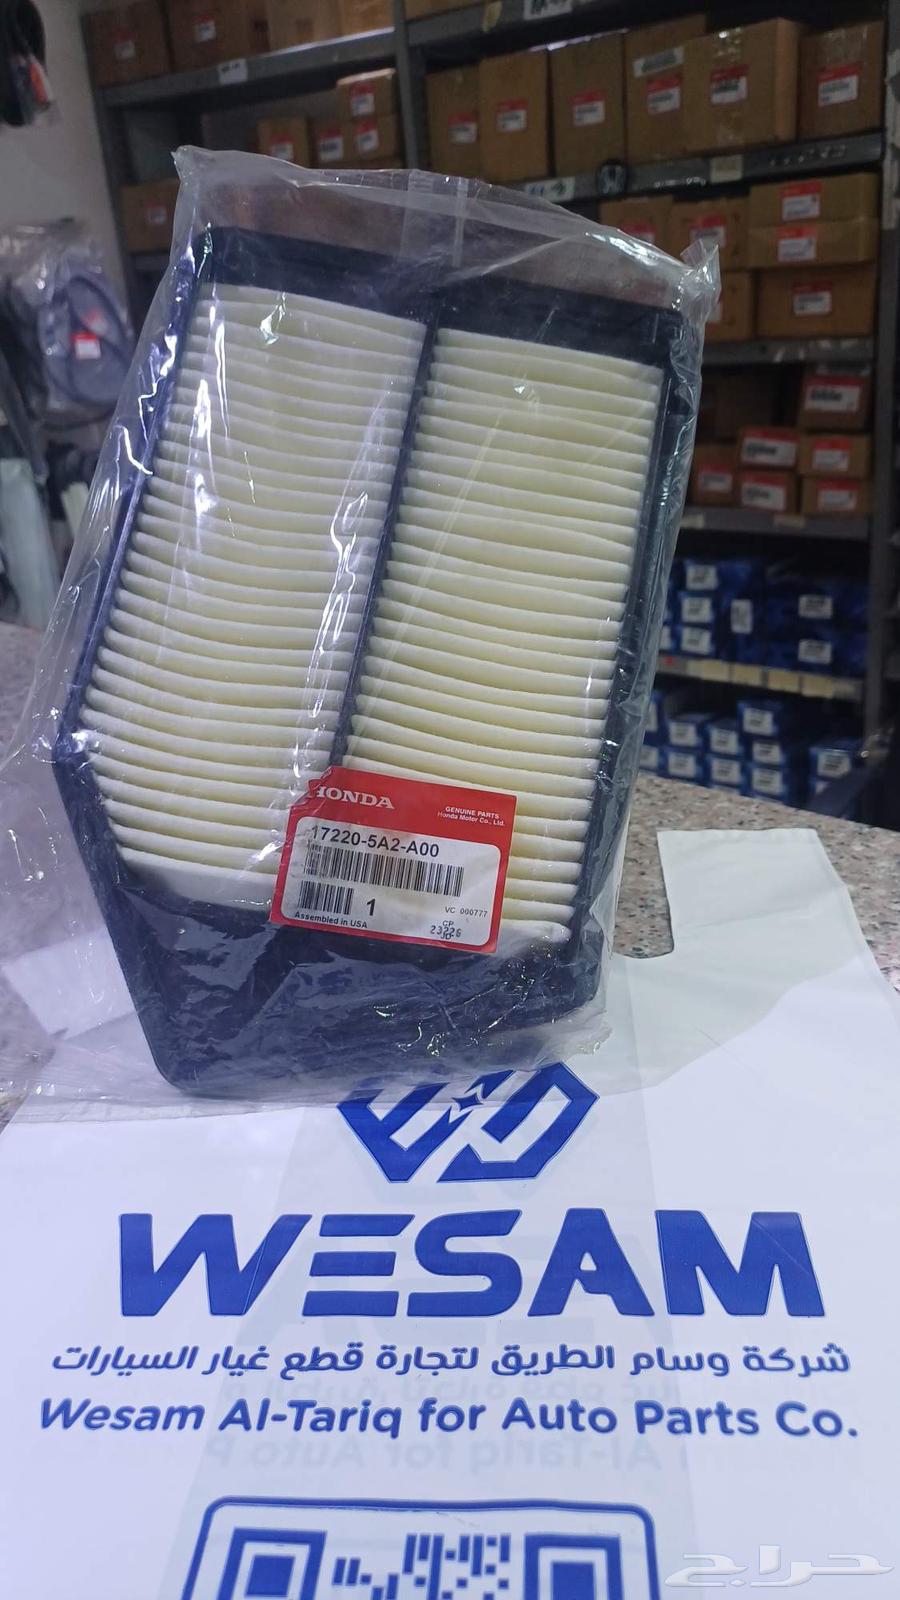 HONDA
GENUINE PARTS
Honda Motor Co., Ltd.
17220-5A2-A00
1
VC 000777
Assembled in USA
CP
WESAM
شركة وسام الطريق لتجارة قطع غيار السيارات
Wesam Al-Tariq for Auto Parts Co.
حراج